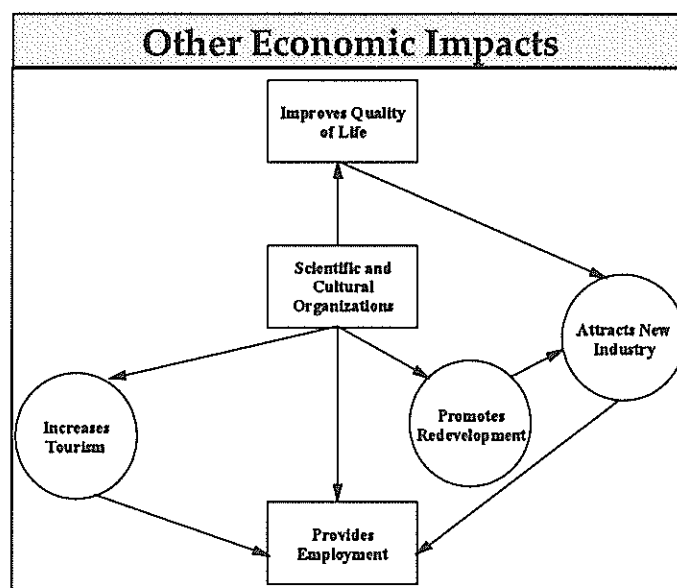 Other Economic Impacts
Improves Quality
of Life
Scientific and
Cultural
Organizations
Attracts New
Industry
Increases
Tourism
Promotes
Redevelopment
Provides
Employment